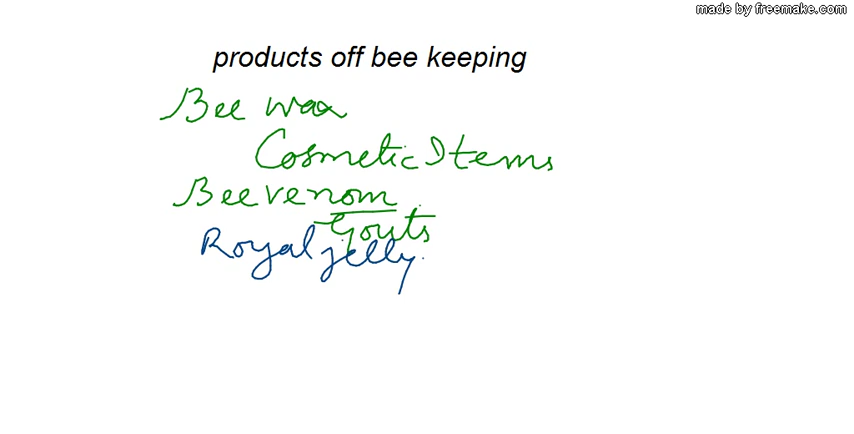 made by freemake.com
products off bee keeping
Bee wax
Cosmetic Items
Bee venom
Gouts
Royal jelly.